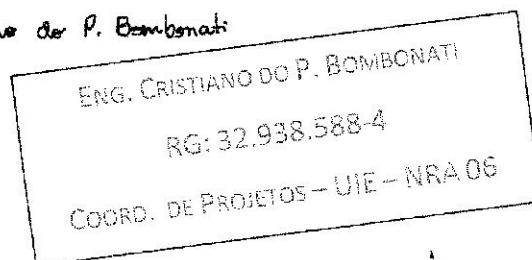 do P. Bombonati
ENG. CRISTIANO DO P. BOMBONATI
RG: 32.938.588-4
COORD. DE PROJETOS – UIE – NRA 06